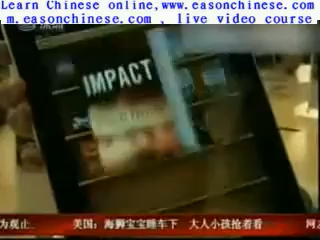 Learn Chinese online,www.easonchinese.com
m.easonchinese.com , live video course
IMPACT
为观止... 美国：海狮宝宝睡车下 大人小孩抢着看 网友